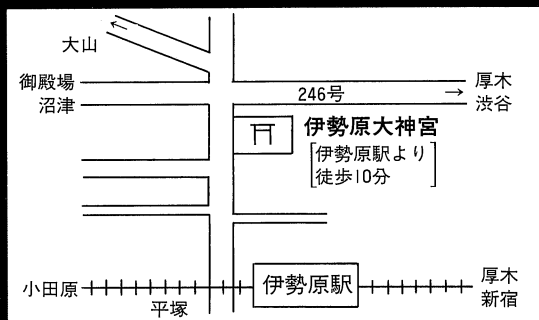 大山
御殿場
沼津
246号
厚木
渋谷
伊勢原大神宮
伊勢原駅より
徒歩10分
小田原
平塚
伊勢原駅
厚木
新宿